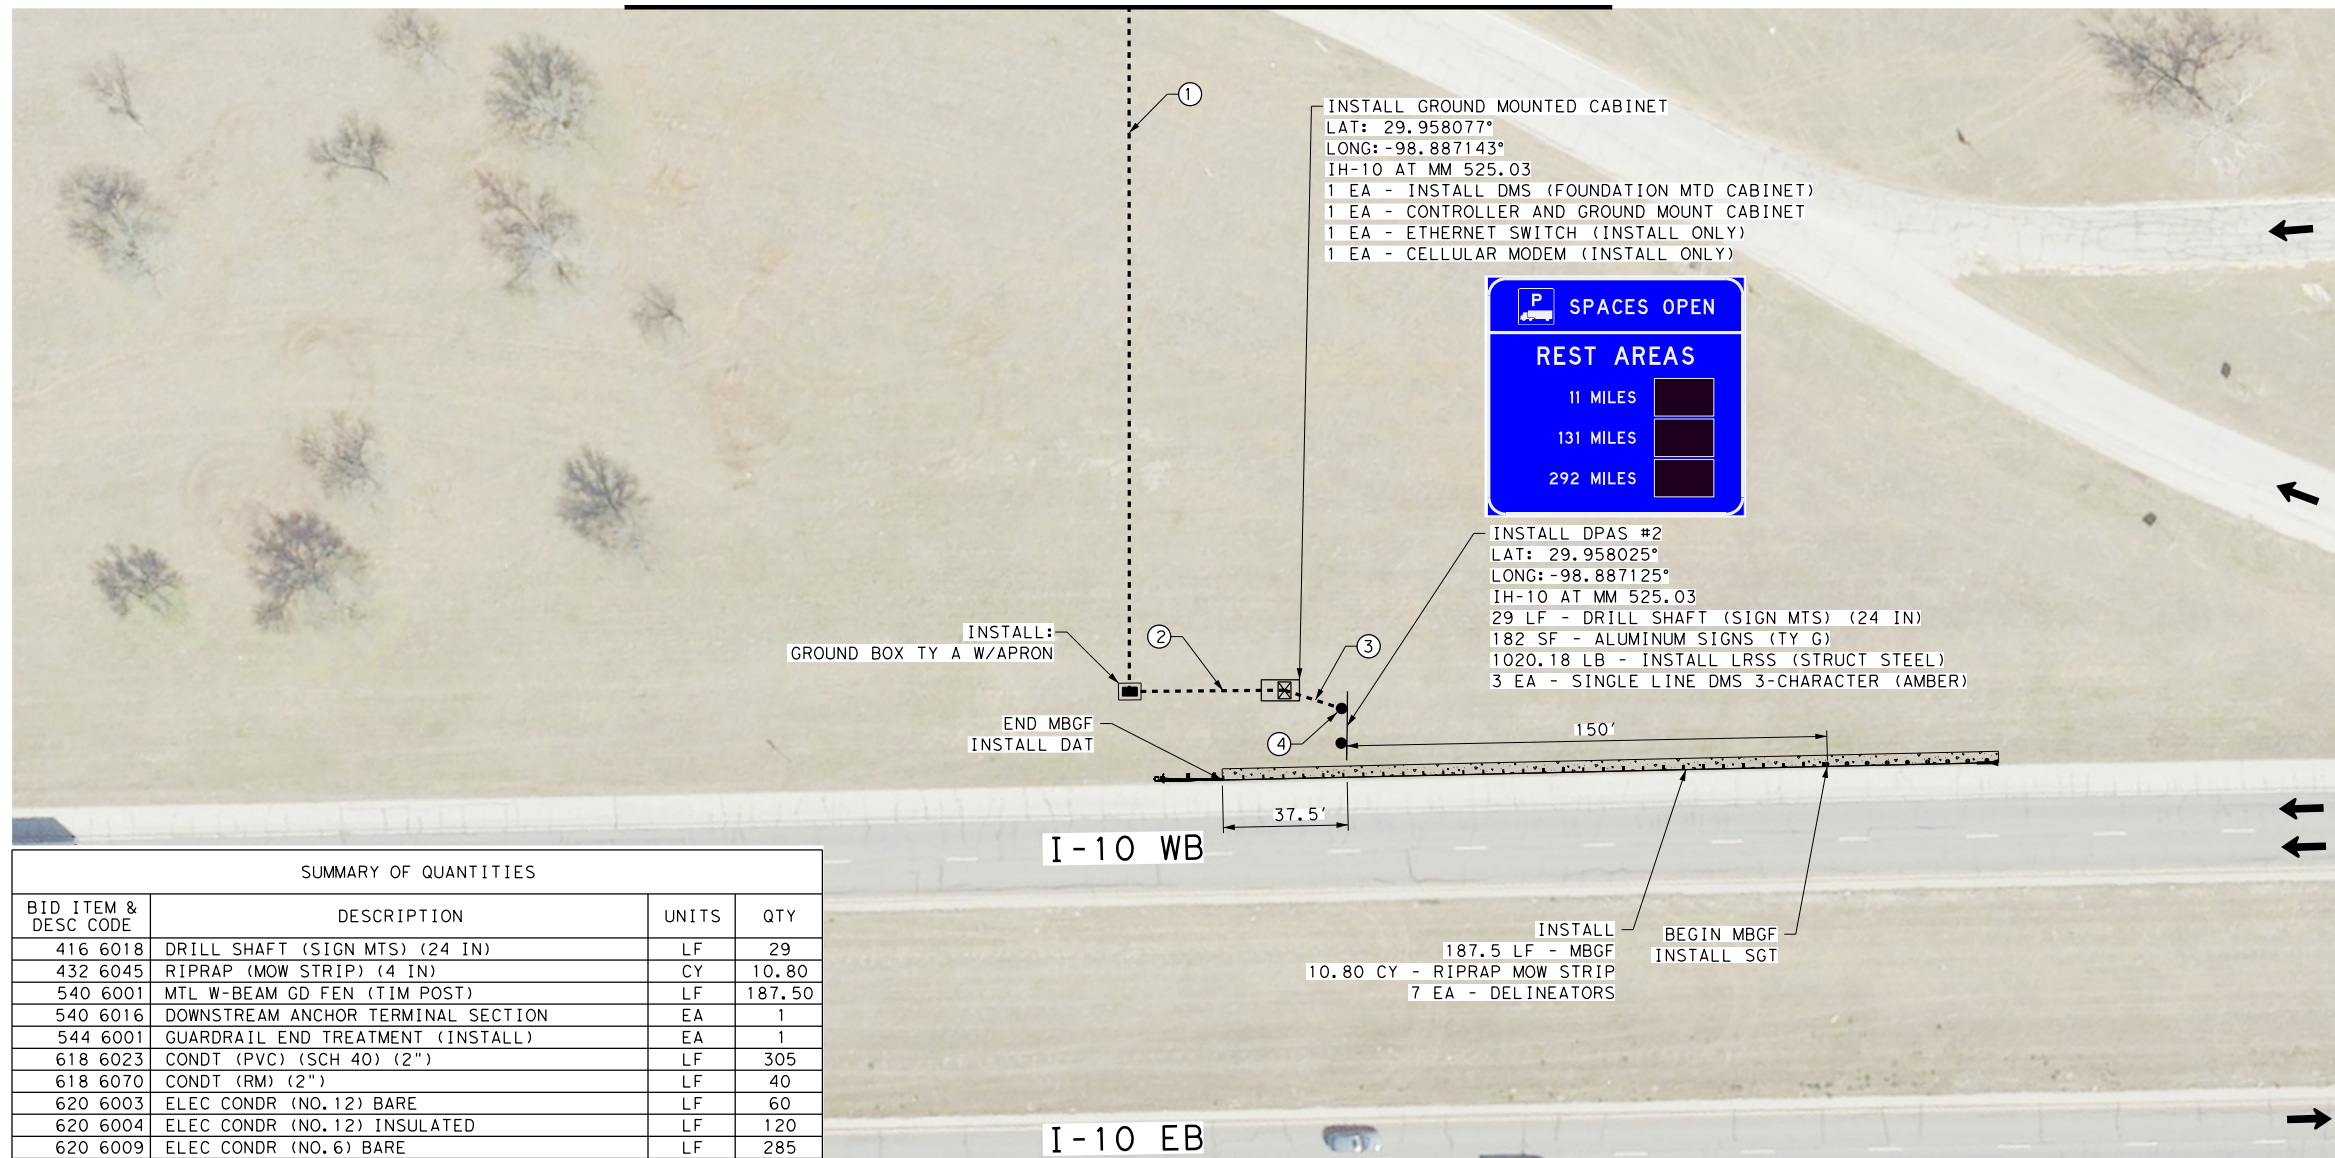 1
INSTALL GROUND MOUNTED CABINET
LAT: 29.958077°
LONG:-98.887143°
IH-10 AT MM 525.03
1 EA - INSTALL DMS (FOUNDATION MTD CABINET)
1 EA - CONTROLLER AND GROUND MOUNT CABINET
1 EA - ETHERNET SWITCH (INSTALL ONLY)
1 EA - CELLULAR MODEM (INSTALL ONLY)
P SPACES OPEN
REST AREAS
11 MILES
131 MILES
292 MILES
INSTALL DPAS #2
LAT: 29.958025°
LONG:-98.887125°
IH-10 AT MM 525.03
29 LF - DRILL SHAFT (SIGN MTS) (24 IN)
182 SF - ALUMINUM SIGNS (TY G)
1020.18 LB - INSTALL LRSS (STRUCT STEEL)
3 EA - SINGLE LINE DMS 3-CHARACTER (AMBER)
INSTALL:
GROUND BOX TY A W/APRON
2
3
4
END MBGF
INSTALL DAT
150'
37.5'
I-10 WB
INSTALL
187.5 LF - MBGF
10.80 CY - RIPRAP MOW STRIP
7 EA - DELINEATORS
BEGIN MBGF
INSTALL SGT
I-10 EB
SUMMARY OF QUANTITIES
BID ITEM & DESC CODE DESCRIPTION UNITS QTY
416 6018 DRILL SHAFT (SIGN MTS) (24 IN) LF 29
432 6045 RIPRAP (MOW STRIP) (4 IN) CY 10.80
540 6001 MTL W-BEAM GD FEN (TIM POST) LF 187.50
540 6016 DOWNSTREAM ANCHOR TERMINAL SECTION EA 1
544 6001 GUARDRAIL END TREATMENT (INSTALL) EA 1
618 6023 CONDT (PVC) (SCH 40) (2") LF 305
618 6070 CONDT (RM) (2") LF 40
620 6003 ELEC CONDR (NO.12) BARE LF 60
620 6004 ELEC CONDR (NO.12) INSULATED LF 120
620 6009 ELEC CONDR (NO.6) BARE LF 285